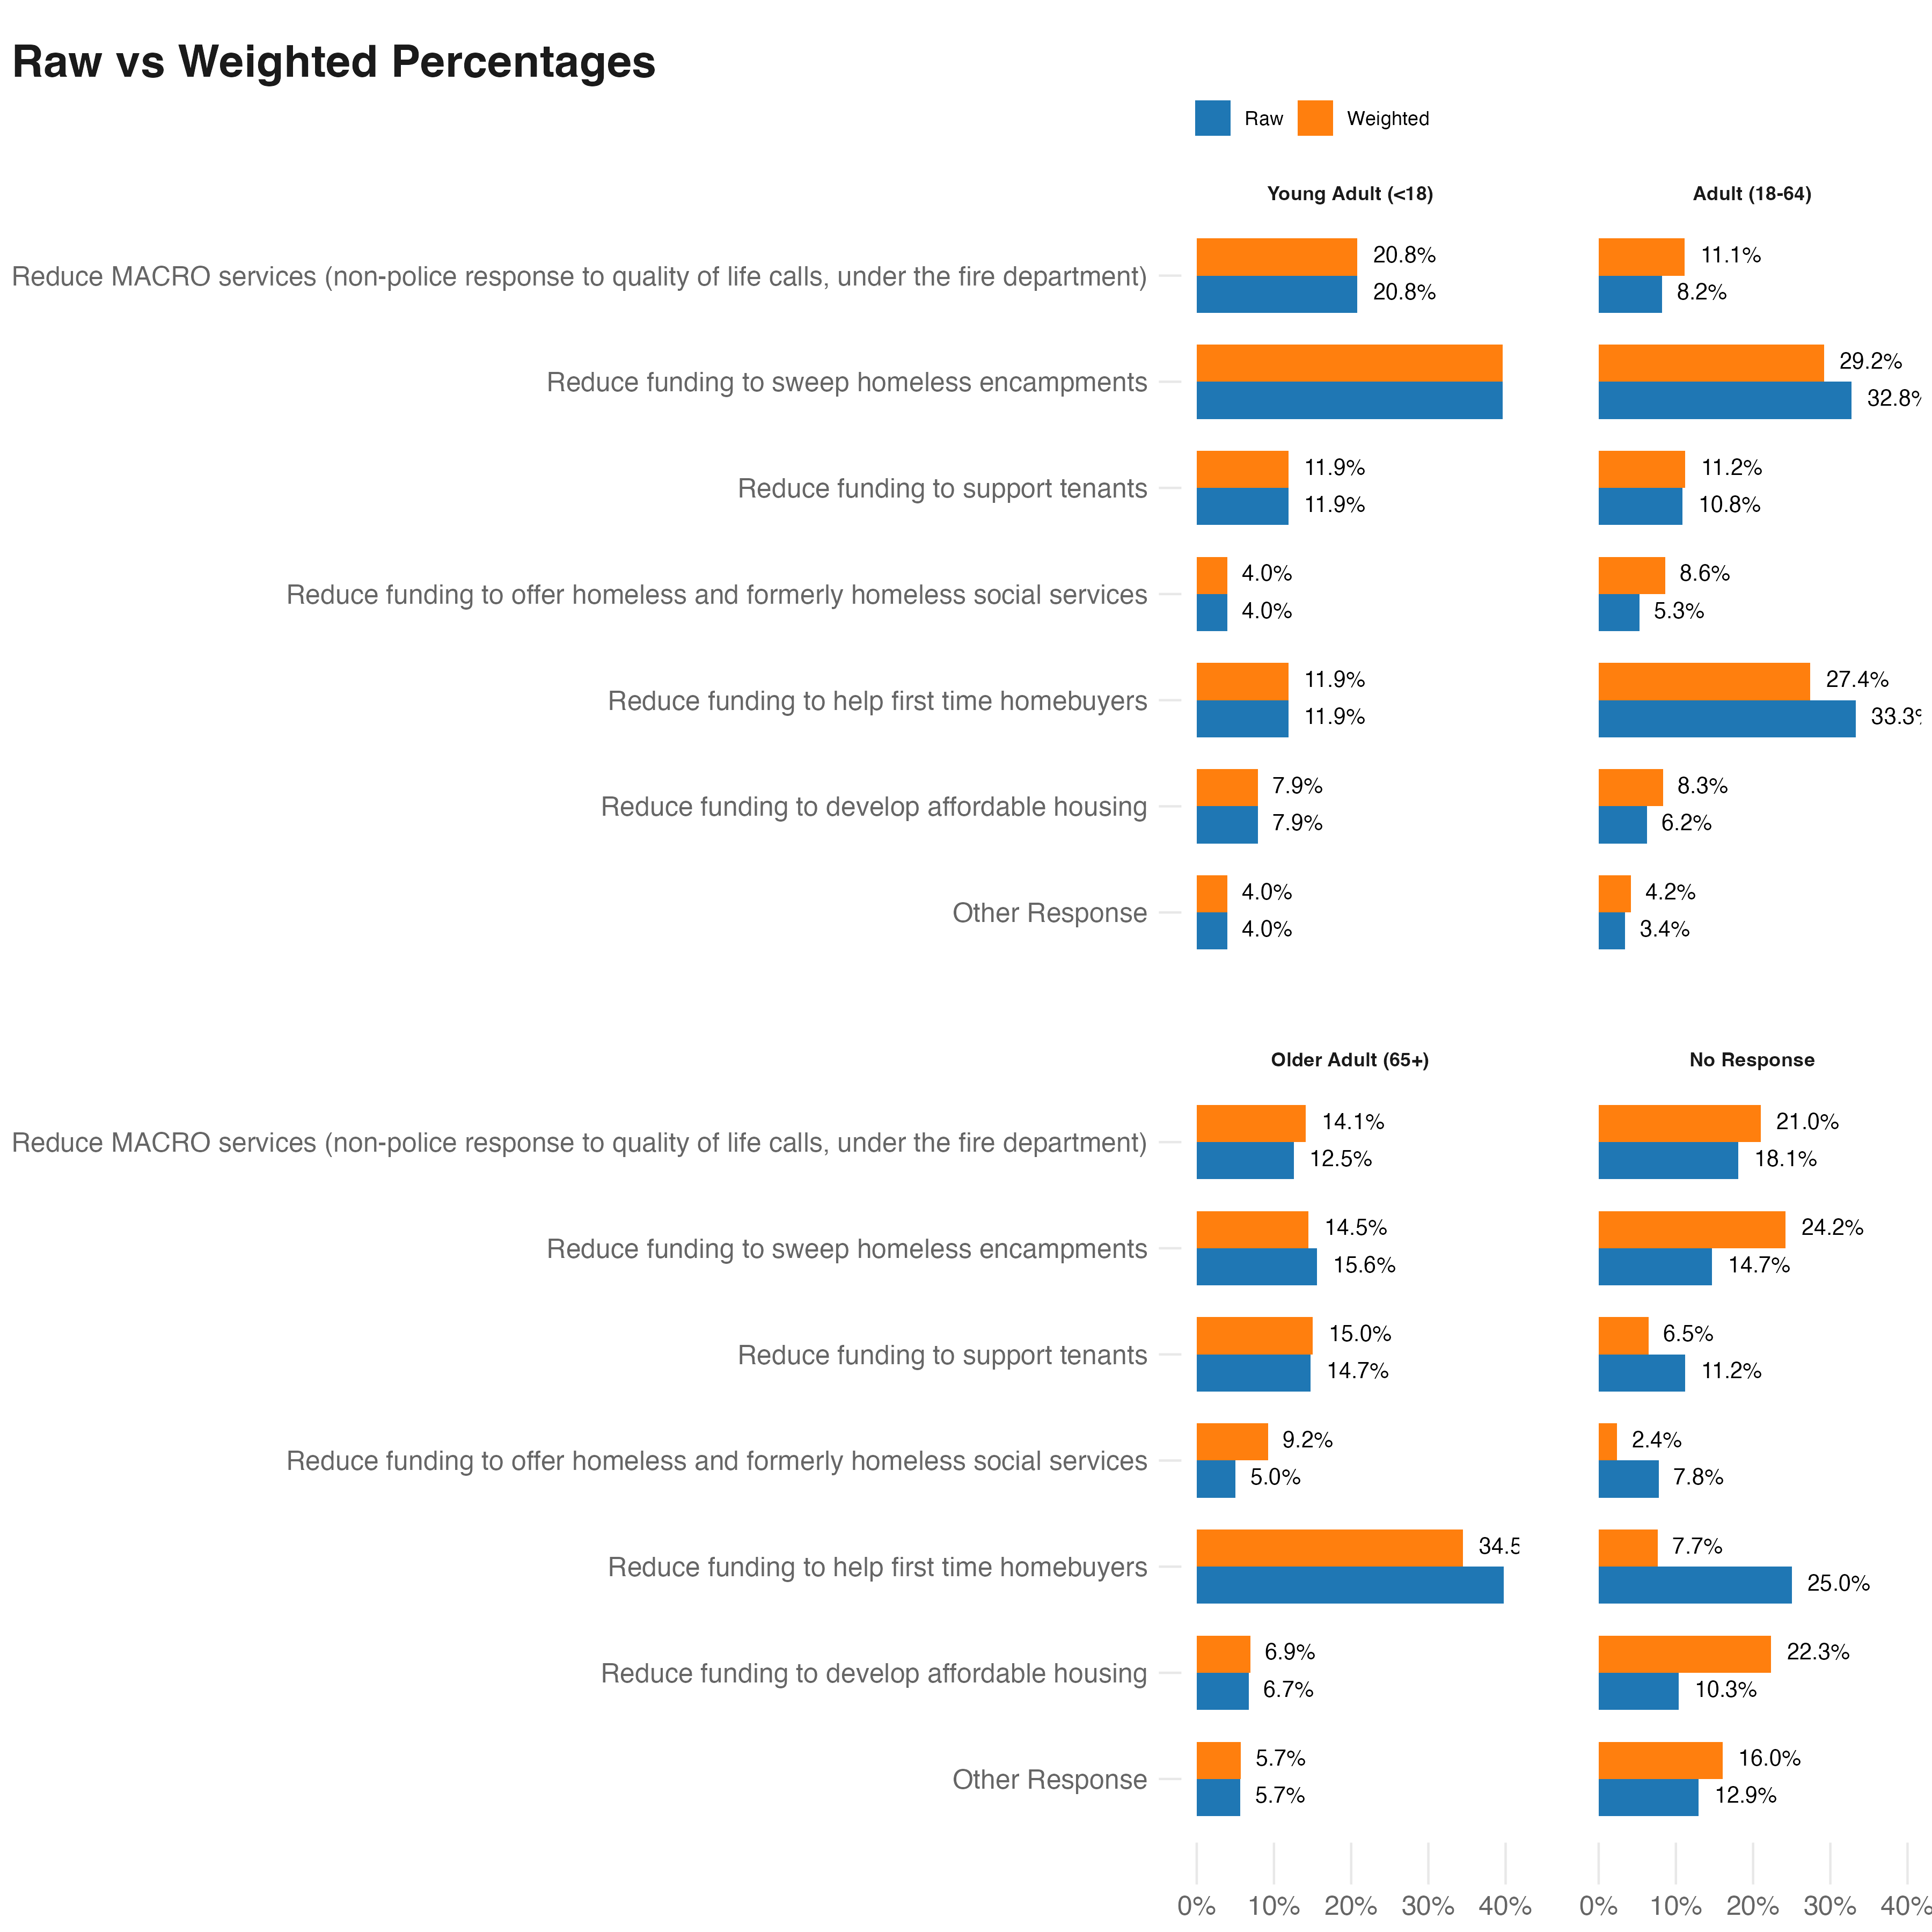 Raw vs Weighted Percentages
Raw Weighted
Young Adult (<18) Adult (18-64)
Reduce MACRO services (non-police response to quality of life calls, under the fire department) 20.8% 11.1%
20.8% 8.2%
Reduce funding to sweep homeless encampments 29.2%
32.8%
Reduce funding to support tenants 11.9% 11.2%
11.9% 10.8%
Reduce funding to offer homeless and formerly homeless social services 4.0% 8.6%
4.0% 5.3%
Reduce funding to help first time homebuyers 11.9% 27.4%
11.9% 33.3%
Reduce funding to develop affordable housing 7.9% 8.3%
7.9% 6.2%
Other Response 4.0% 4.2%
4.0% 3.4%
Older Adult (65+) No Response
Reduce MACRO services (non-police response to quality of life calls, under the fire department) 14.1% 21.0%
12.5% 18.1%
Reduce funding to sweep homeless encampments 14.5% 24.2%
15.6% 14.7%
Reduce funding to support tenants 15.0% 6.5%
14.7% 11.2%
Reduce funding to offer homeless and formerly homeless social services 9.2% 2.4%
5.0% 7.8%
Reduce funding to help first time homebuyers 34.5 7.7%
25.0%
Reduce funding to develop affordable housing 6.9% 22.3%
6.7% 10.3%
Other Response 5.7% 16.0%
5.7% 12.9%
0% 10% 20% 30% 40% 0% 10% 20% 30% 40%